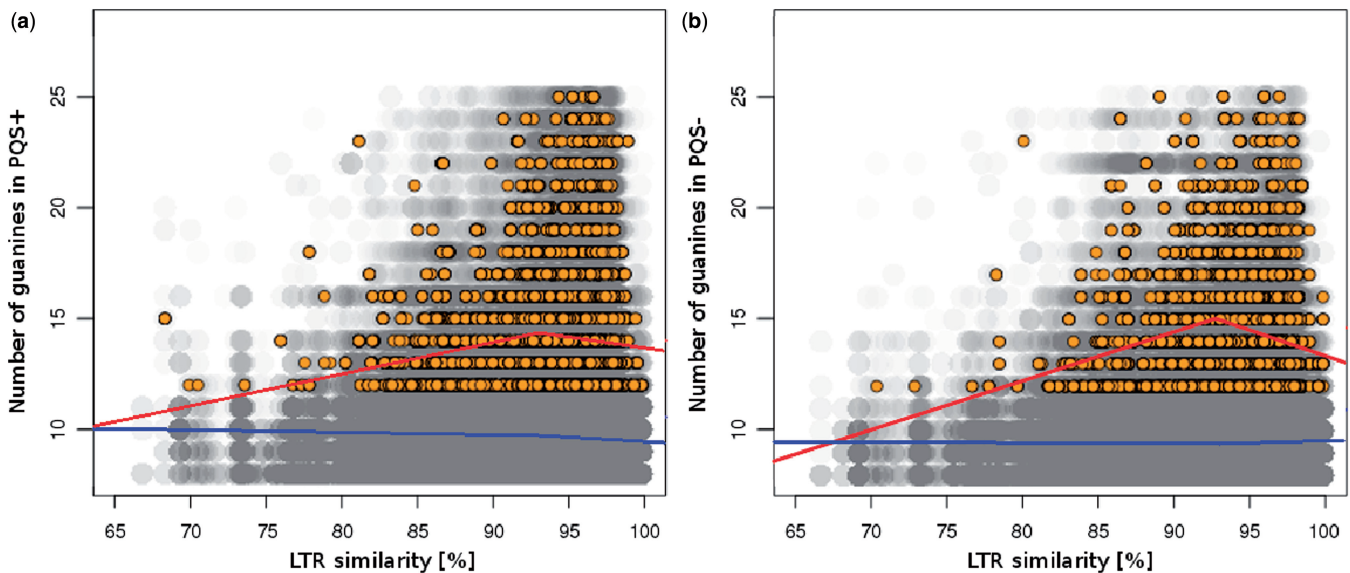 (a)
Number of guanines in PQS+
25
20
15
10
65 70 75 80 85 90 95 100
LTR similarity [%]
(b)
Number of guanines in PQS-
25
20
15
10
65 70 75 80 85 90 95 100
LTR similarity [%]